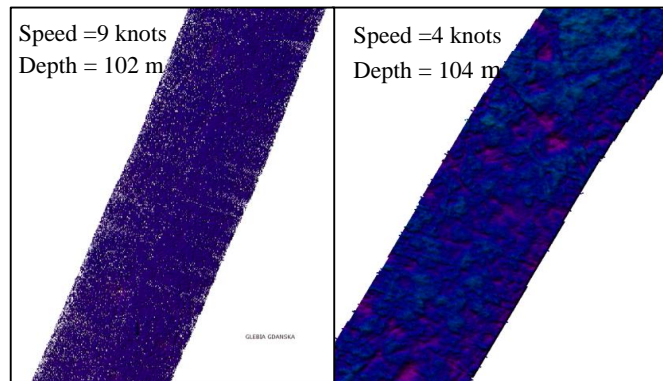 Speed =9 knots
Depth = 102 m
GLEBIA GDANSKA
Speed =4 knots
Depth = 104 m